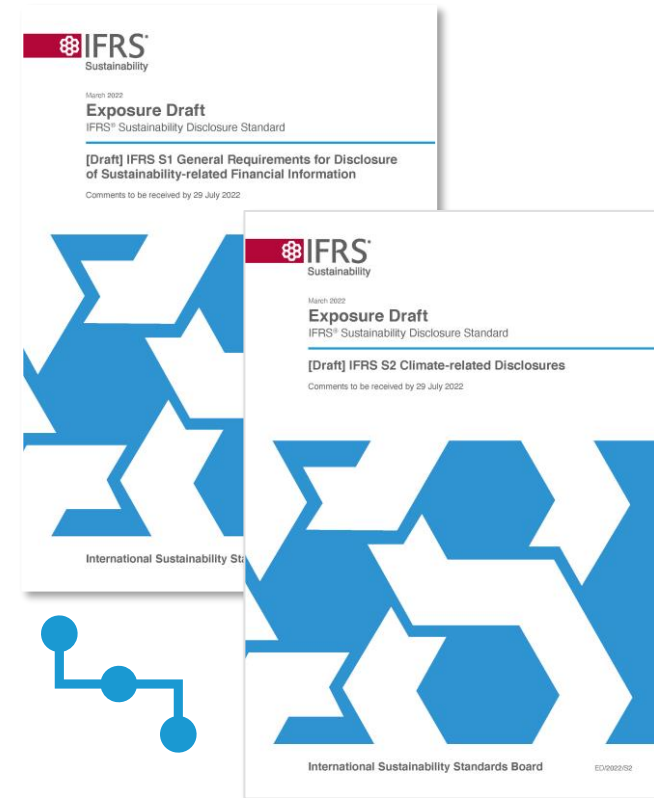 IFRS®
Sustainability
March 2022
Exposure Draft
IFRS® Sustainability Disclosure Standard
[Draft] IFRS S1 General Requirements for Disclosure
of Sustainability-related Financial Information
Comments to be received by 29 July 2022
International Sustainability Sta
IFRS®
Sustainability
March 2022
Exposure Draft
IFRS® Sustainability Disclosure Standard
[Draft] IFRS S2 Climate-related Disclosures
Comments to be received by 29 July 2022
International Sustainability Standards Board
ED/2022/S2